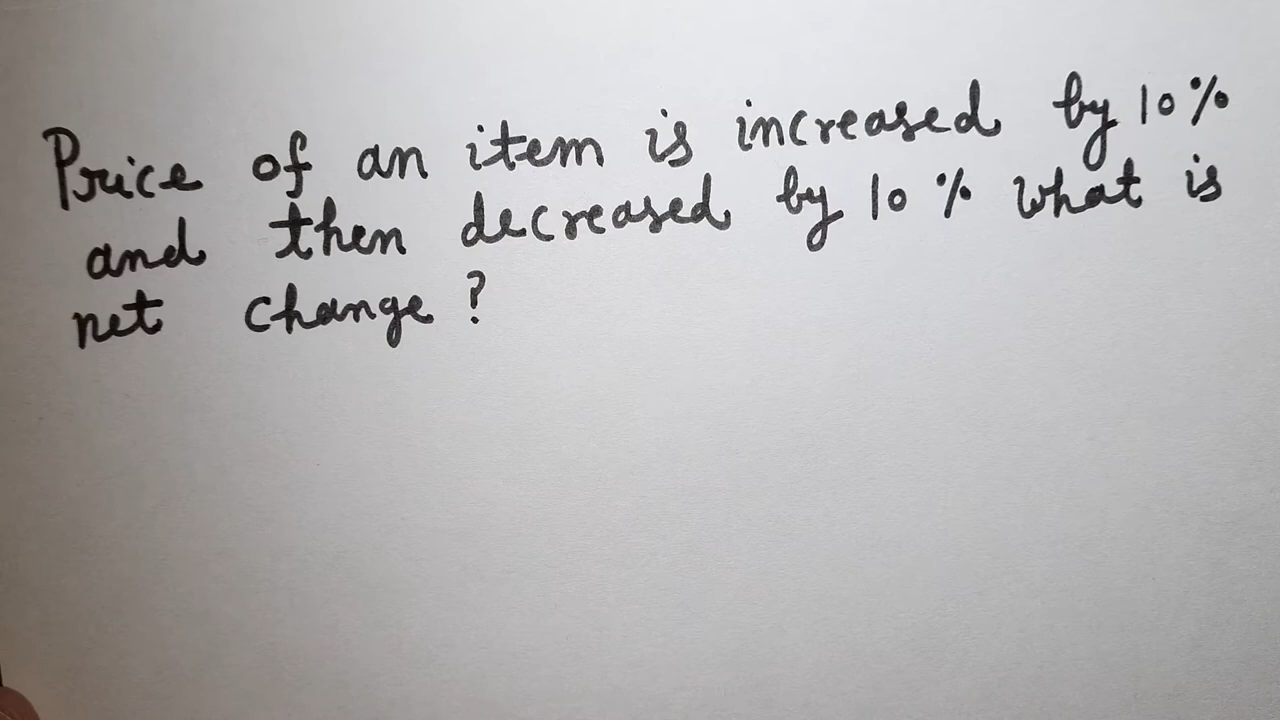 Price of an item is increased by 10%
and then decreased by 10% what is
net change?